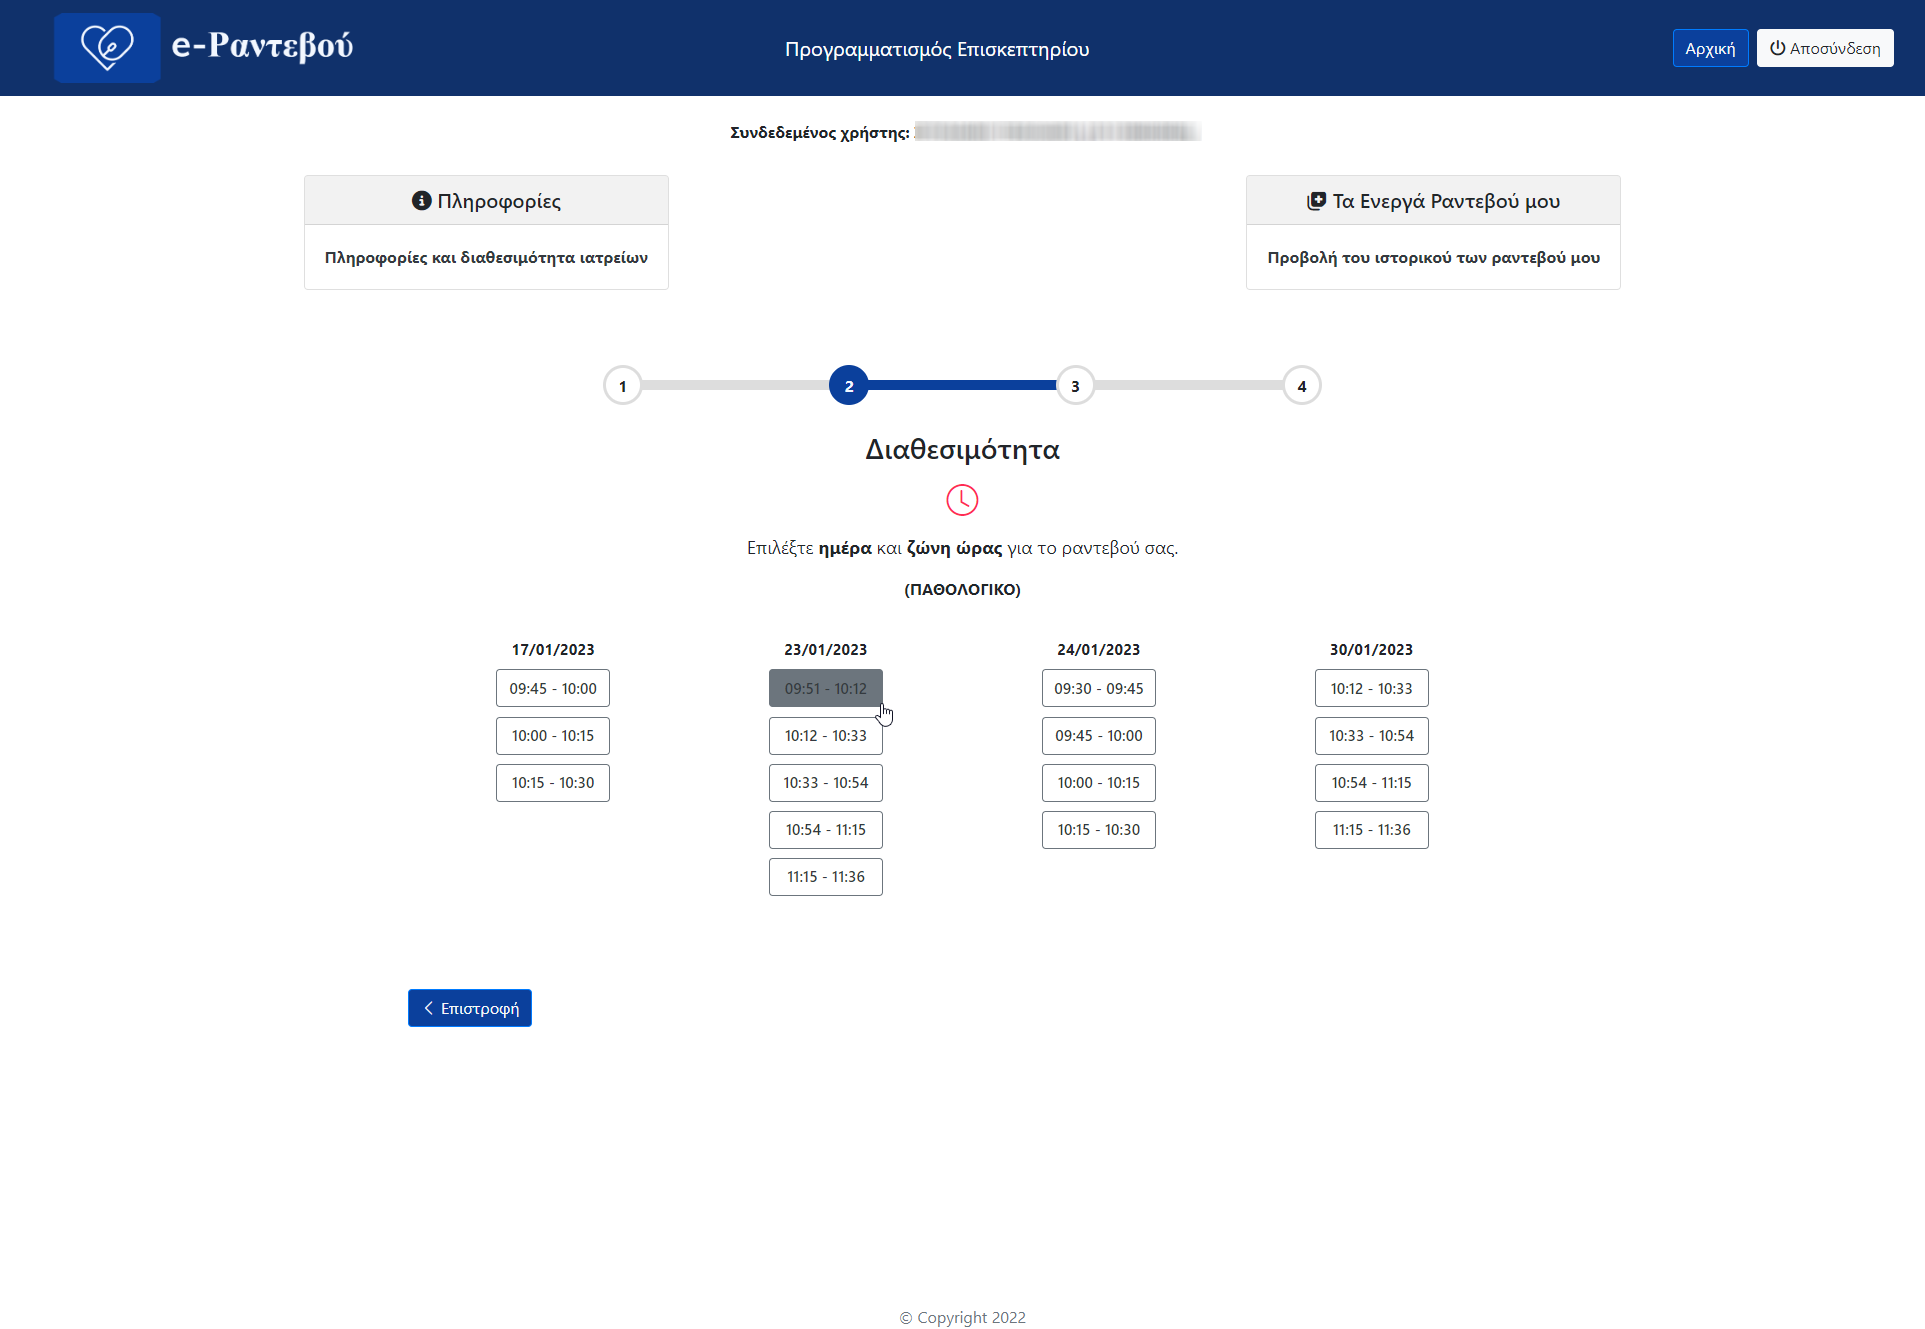 e-Ραντεβού
Προγραμματισμός Επισκεπτηρίου
Αρχική
Αποσύνδεση
Συνδεδεμένος χρήστης:
Πληροφορίες
Πληροφορίες και διαθεσιμότητα ιατρείων
Τα Ενεργά Ραντεβού μου
Προβολή του ιστορικού των ραντεβού μου
1
2
3
4
Διαθεσιμότητα
Επιλέξτε ημέρα και ζώνη ώρας για το ραντεβού σας.
(ΠΑΘΟΛΟΓΙΚΟ)
17/01/2023
09:45 - 10:00
10:00 - 10:15
10:15 - 10:30
23/01/2023
09:51 - 10:12
10:12 - 10:33
10:33 - 10:54
10:54 - 11:15
11:15 - 11:36
24/01/2023
09:30 - 09:45
09:45 - 10:00
10:00 - 10:15
10:15 - 10:30
30/01/2023
10:12 - 10:33
10:33 - 10:54
10:54 - 11:15
11:15 - 11:36
Επιστροφή
© Copyright 2022